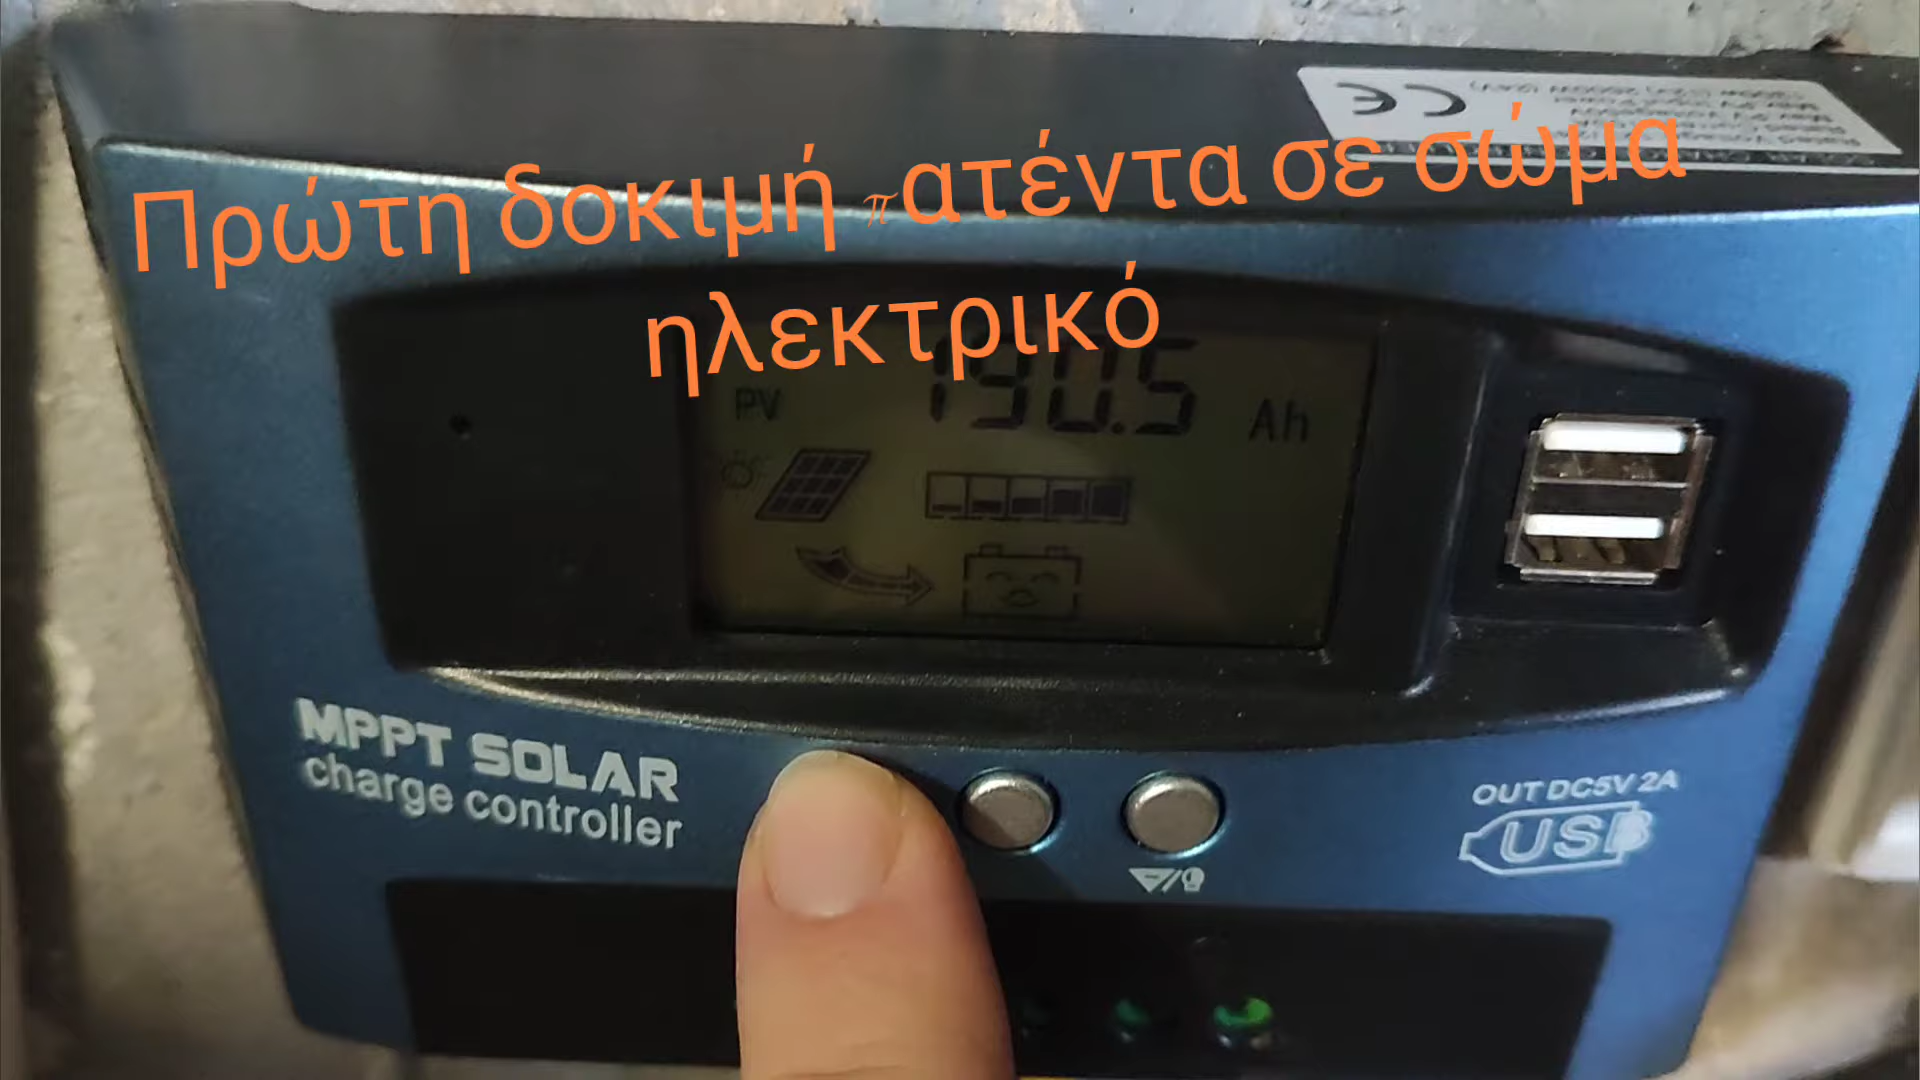 Πρώτη δοκιμή πατέντα σε σώμα
ηλεκτρικό
190.5 Ah
PV
MPPT SOLAR
charge controller
OUT DC5V 2A
USB